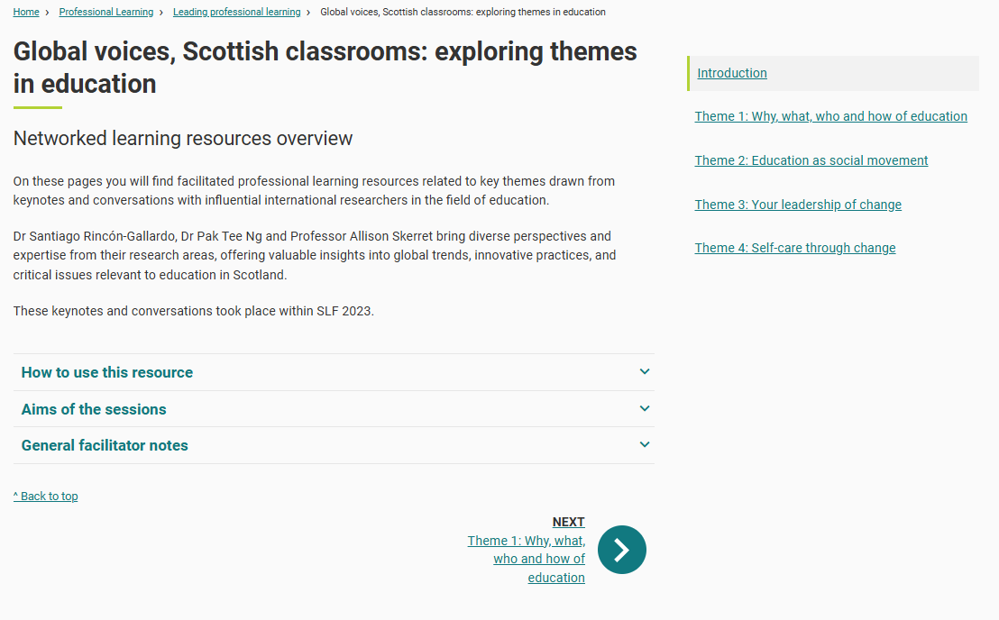 Home › Professional Learning › Leading professional learning › Global voices, Scottish classrooms: exploring themes in education
Global voices, Scottish classrooms: exploring themes
in education
Networked learning resources overview
On these pages you will find facilitated professional learning resources related to key themes drawn from
keynotes and conversations with influential international researchers in the field of education.
Dr Santiago Rincón-Gallardo, Dr Pak Tee Ng and Professor Allison Skerret bring diverse perspectives and
expertise from their research areas, offering valuable insights into global trends, innovative practices, and
critical issues relevant to education in Scotland.
These keynotes and conversations took place within SLF 2023.
How to use this resource
Aims of the sessions
General facilitator notes
^ Back to top
NEXT
Theme 1: Why, what,
who and how of
education
Introduction
Theme 1: Why, what, who and how of education
Theme 2: Education as social movement
Theme 3: Your leadership of change
Theme 4: Self-care through change